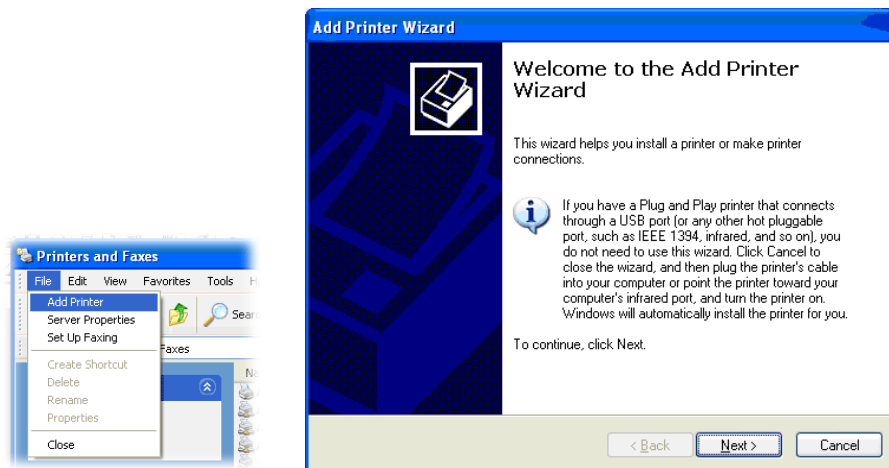 Printers and Faxes
File Edit View Favorites Tools
Add Printer
Server Properties
Set Up Faxing
Create Shortcut
Delete
Rename
Properties
Close
Faxes
Add Printer Wizard
Welcome to the Add Printer
Wizard
This wizard helps you install a printer or make printer
connections.
If you have a Plug and Play printer that connects
through a USB port (or any other hot pluggable
port, such as IEEE 1394, infrared, and so on), you
do not need to use this wizard. Click Cancel to
close the wizard, and then plug the printer's cable
into your computer or point the printer toward your
computer's infrared port, and turn the printer on.
Windows will automatically install the printer for you.
To continue, click Next.
< Back Next > Cancel